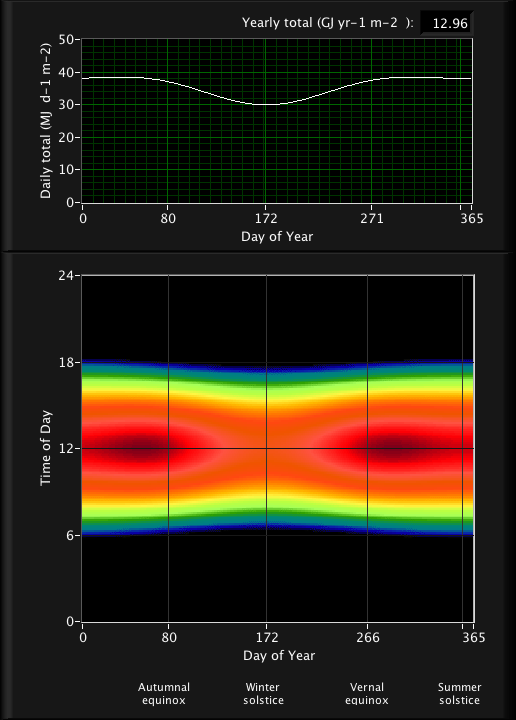 Yearly total (GJ yr-1 m-2  ): 12.96
50
40
30
20
10
0
Daily total (MJ  d-1 m-2)
0 80 172 271 365
Day of Year
24
18
12
6
0
Time of Day
0 80 172 266 365
Day of Year
Autumnal Winter Vernal Summer
equinox solstice equinox solstice